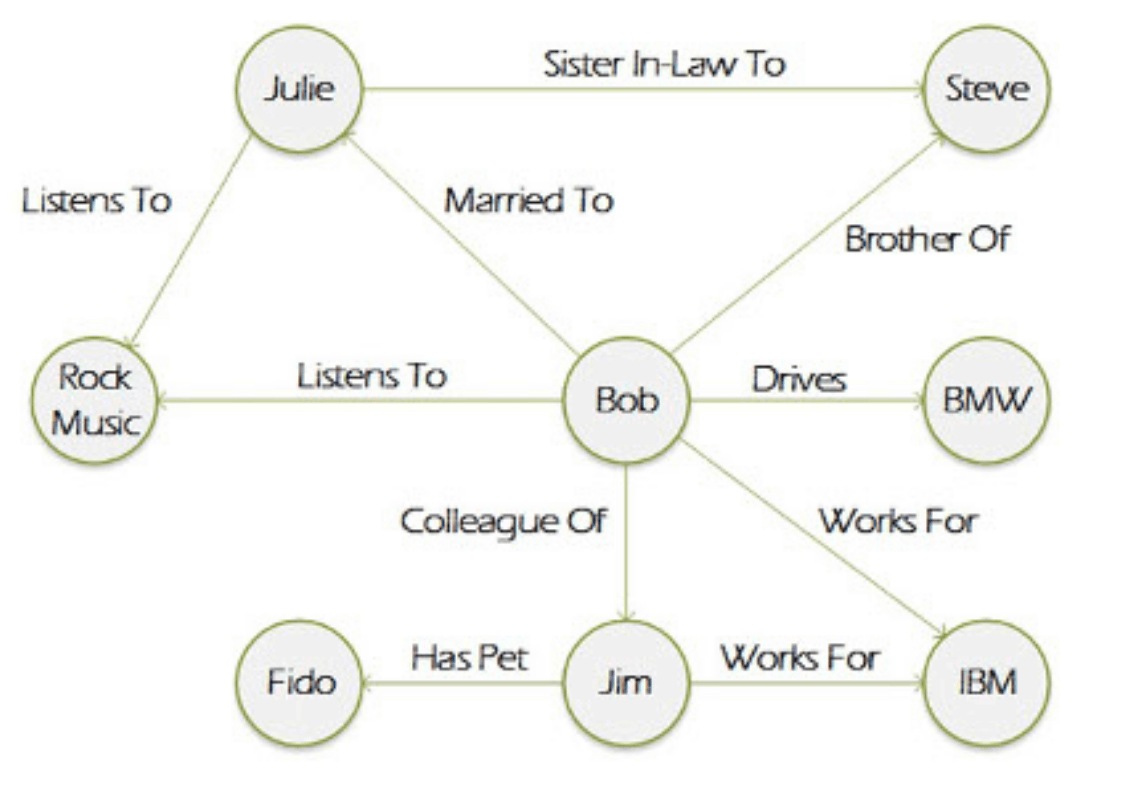 Julie
Sister In-Law To
Steve
Listens To
Married To
Brother Of
Rock
Music
Listens To
Bob
Drives
BMW
Colleague Of
Works For
Fido
Has Pet
Jim
Works For
IBM